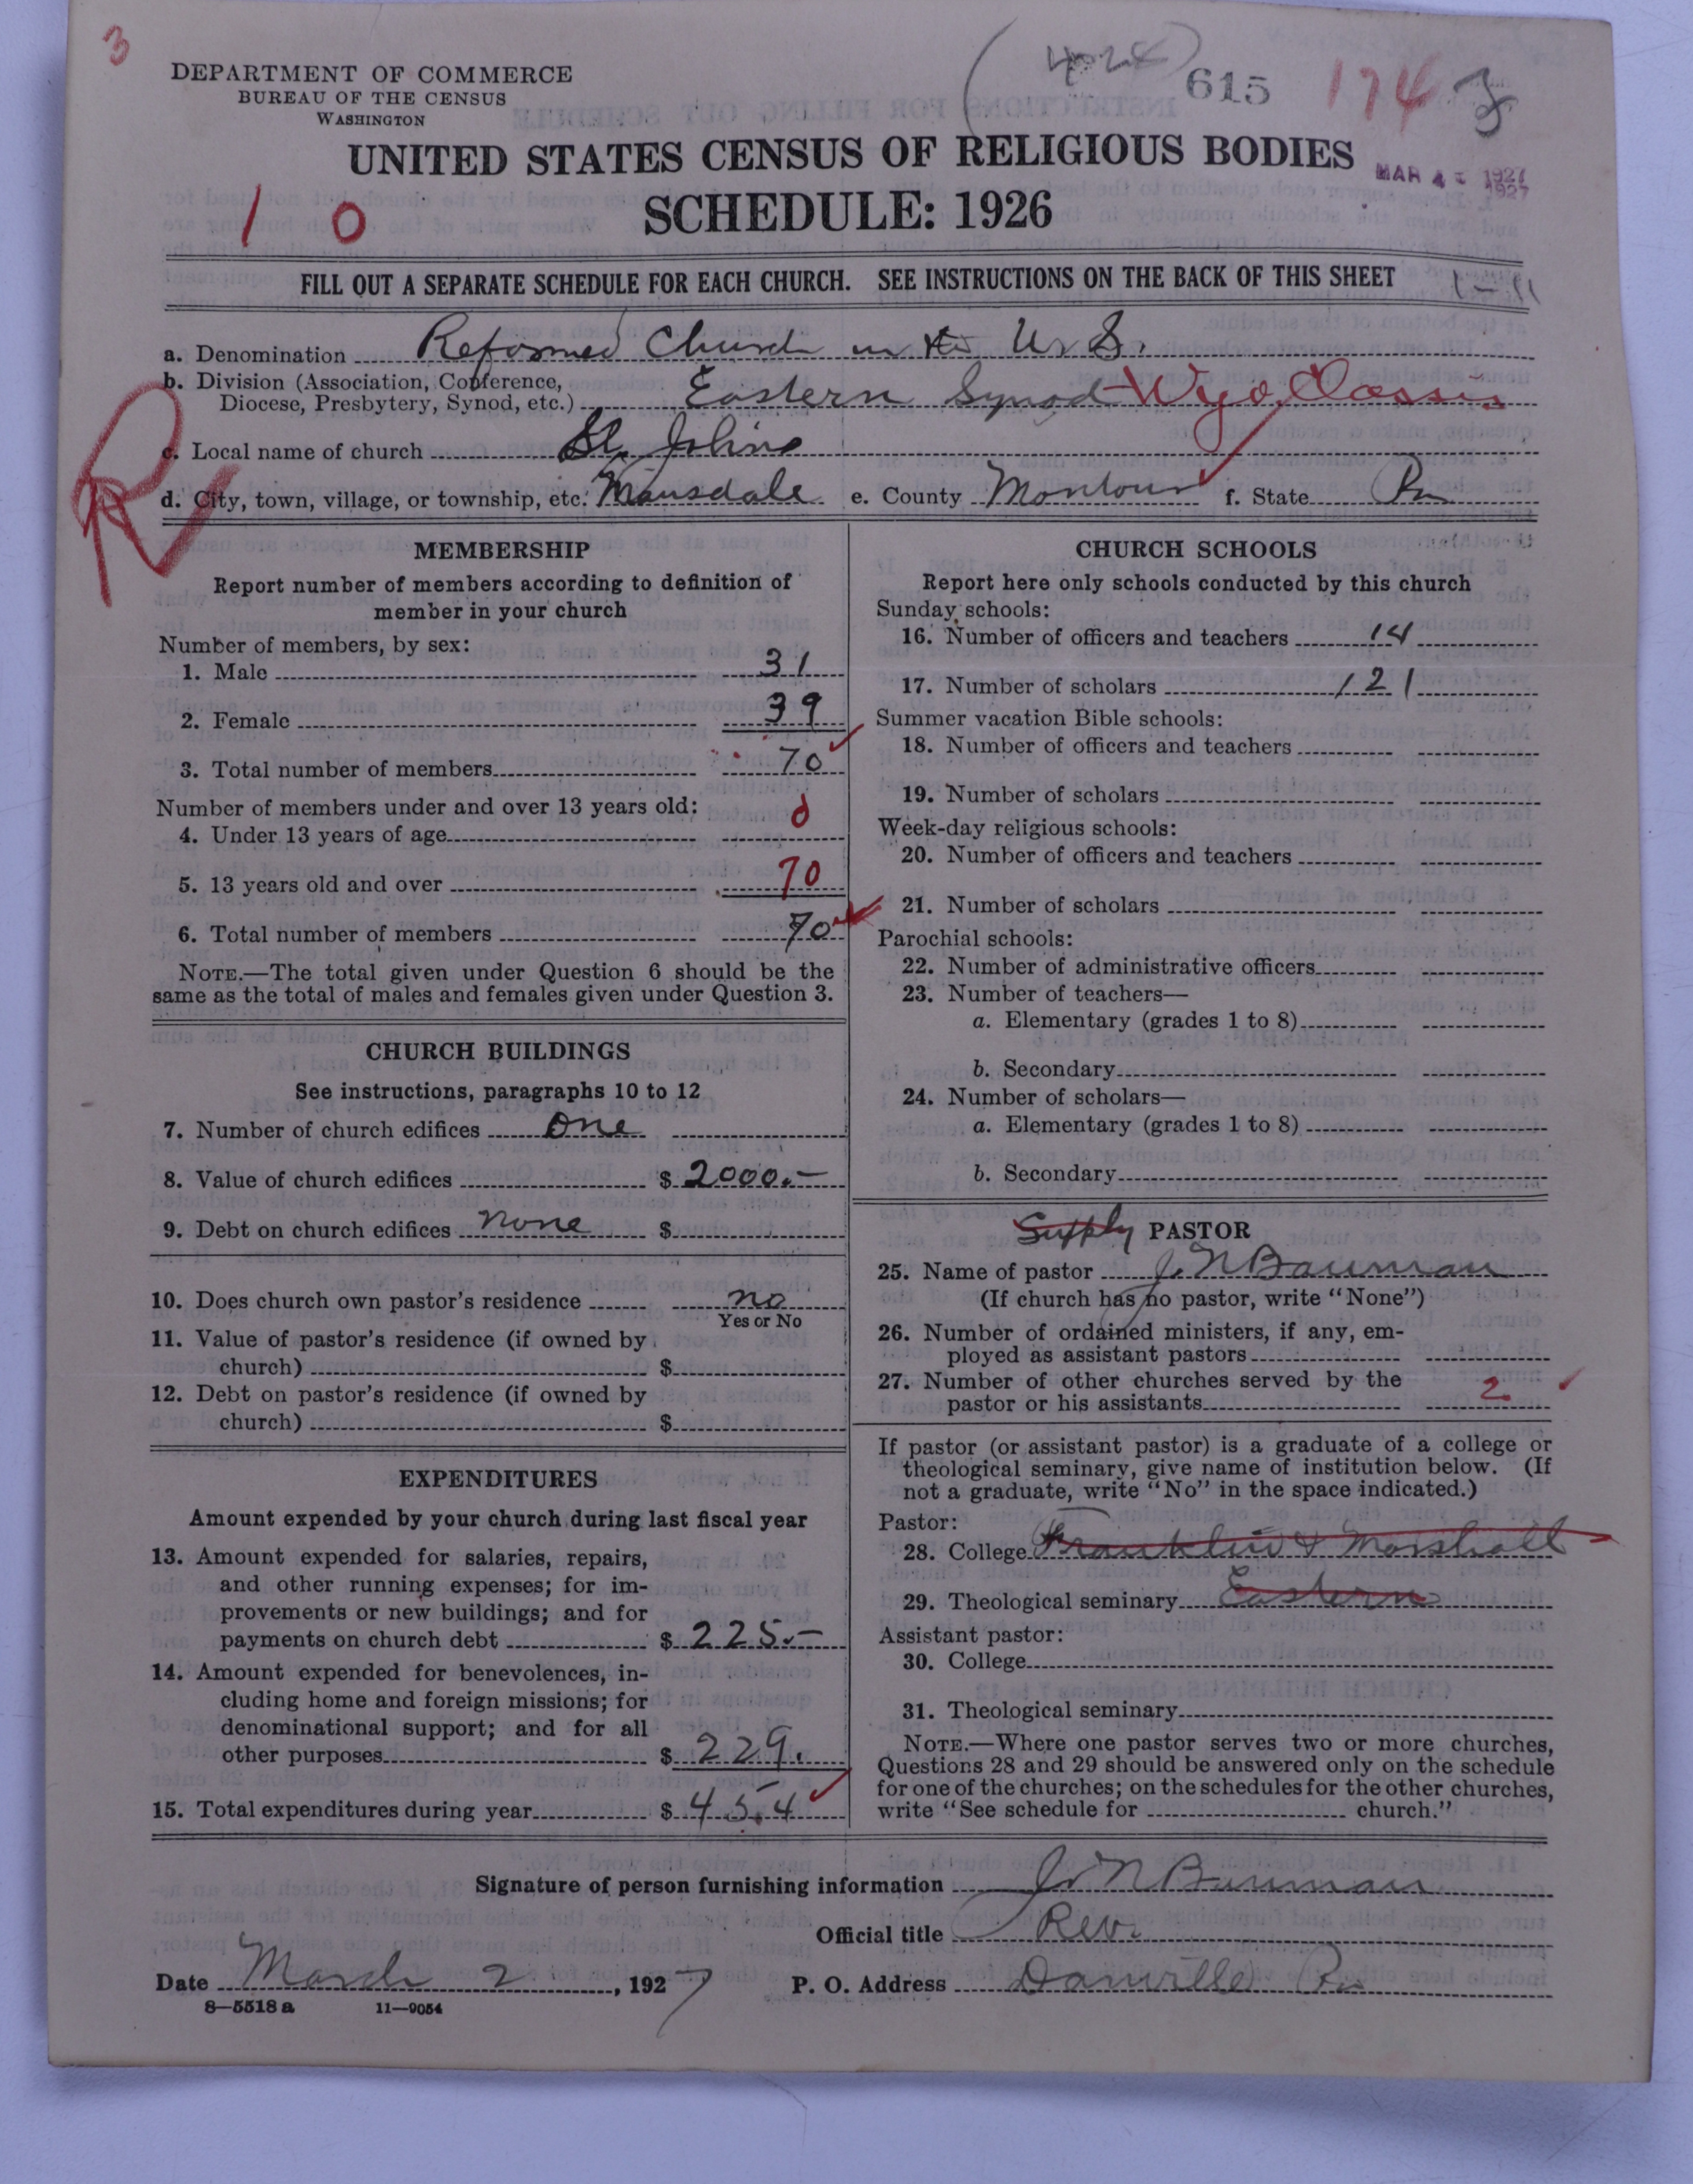 3
DEPARTMENT OF COMMERCE
BUREAU OF THE CENSUS
WASHINGTON
615 174
UNITED STATES CENSUS OF RELIGIOUS BODIES
MAR 1927
1927
SCHEDULE: 1926
1 0
FILL OUT A SEPARATE SCHEDULE FOR EACH CHURCH. SEE INSTRUCTIONS ON THE BACK OF THIS SHEET
a. Denomination Reformed Church in the U. S.
b. Division (Association, Conference,
Diocese, Presbytery, Synod, etc.) Eastern Synod Wyo. Classis
c. Local name of church St. Johns
d. City, town, village, or township, etc. Mausdale e. County Montour f. State Pa
R
MEMBERSHIP
Report number of members according to definition of
member in your church
Number of members, by sex:
1. Male 31
2. Female 39
3. Total number of members 70
Number of members under and over 13 years old:
4. Under 13 years of age 0
5. 13 years old and over 70
6. Total number of members 70
NOTE.—The total given under Question 6 should be the
same as the total of males and females given under Question 3.
CHURCH BUILDINGS
See instructions, paragraphs 10 to 12
7. Number of church edifices One
8. Value of church edifices $ 2000.–
9. Debt on church edifices None $
10. Does church own pastor's residence no
Yes or No
11. Value of pastor's residence (if owned by
church) $
12. Debt on pastor's residence (if owned by
church) $
EXPENDITURES
Amount expended by your church during last fiscal year
13. Amount expended for salaries, repairs,
and other running expenses; for im-
provements or new buildings; and for
payments on church debt $ 225.–
14. Amount expended for benevolences, in-
cluding home and foreign missions; for
denominational support; and for all
other purposes $ 229.
15. Total expenditures during year $ 454
CHURCH SCHOOLS
Report here only schools conducted by this church
Sunday schools:
16. Number of officers and teachers 14
17. Number of scholars 121
Summer vacation Bible schools:
18. Number of officers and teachers
19. Number of scholars
Week-day religious schools:
20. Number of officers and teachers
21. Number of scholars
Parochial schools:
22. Number of administrative officers
23. Number of teachers—
a. Elementary (grades 1 to 8)
b. Secondary
24. Number of scholars—
a. Elementary (grades 1 to 8)
b. Secondary
Supply PASTOR
25. Name of pastor J. N Bauman
(If church has no pastor, write "None")
26. Number of ordained ministers, if any, em-
ployed as assistant pastors
27. Number of other churches served by the
pastor or his assistants 2
If pastor (or assistant pastor) is a graduate of a college or
theological seminary, give name of institution below. (If
not a graduate, write "No" in the space indicated.)
Pastor:
28. College Franklin & Marshall
29. Theological seminary Eastern
Assistant pastor:
30. College
31. Theological seminary
NOTE.—Where one pastor serves two or more churches,
Questions 28 and 29 should be answered only on the schedule
for one of the churches; on the schedules for the other churches,
write "See schedule for church."
Signature of person furnishing information J. N Bauman
Official title Rev.
Date March 2, 1927 P. O. Address Danville Pa
8—5518 a 11—9054